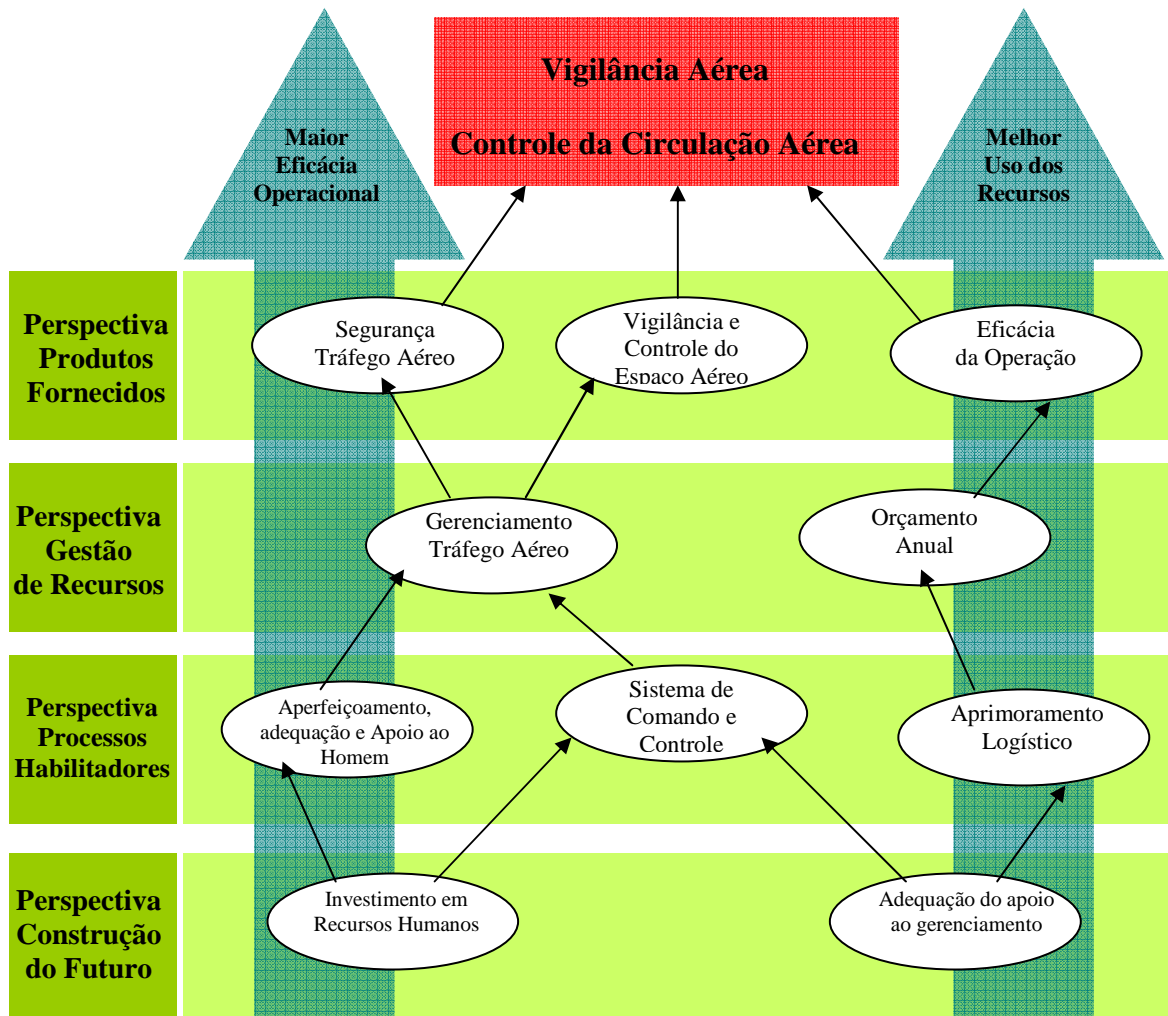 Vigilância Aérea
Controle da Circulação Aérea
Maior
Eficácia
Operacional
Melhor
Uso dos
Recursos
Perspectiva
Produtos
Fornecidos
Segurança
Tráfego Aéreo
Vigilância e
Controle do
Espaço Aéreo
Eficácia
da Operação
Perspectiva
Gestão
de Recursos
Gerenciamento
Tráfego Aéreo
Orçamento
Anual
Perspectiva
Processos
Habilitadores
Aperfeiçoamento,
adequação e Apoio ao
Homem
Sistema de
Comando e
Controle
Aprimoramento
Logístico
Perspectiva
Construção
do Futuro
Investimento em
Recursos Humanos
Adequação do apoio
ao gerenciamento